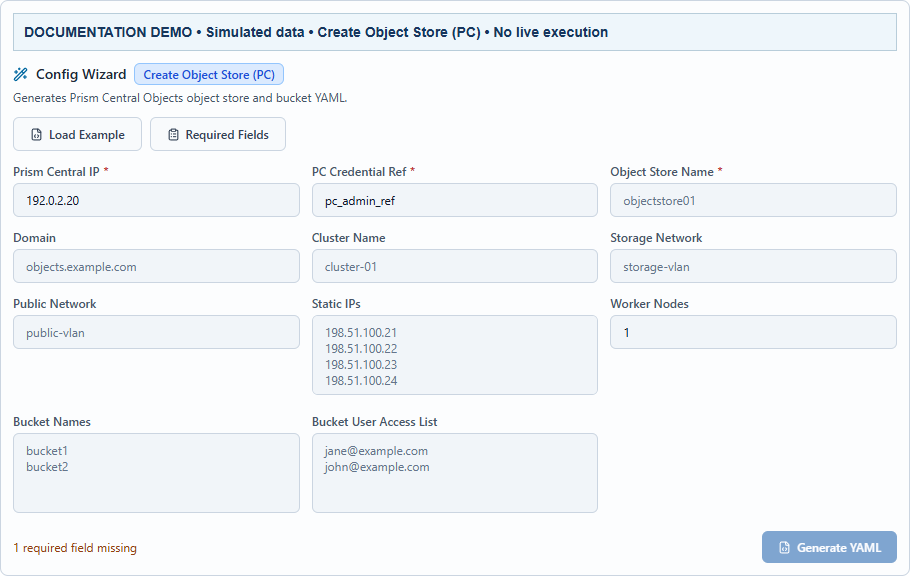 DOCUMENTATION DEMO • Simulated data • Create Object Store (PC) • No live execution
Config Wizard Create Object Store (PC)
Generates Prism Central Objects object store and bucket YAML.
Load Example Required Fields
Prism Central IP * PC Credential Ref * Object Store Name *
192.0.2.20 pc_admin_ref objectstore01
Domain Cluster Name Storage Network
objects.example.com cluster-01 storage-vlan
Public Network Static IPs Worker Nodes
public-vlan 198.51.100.21 1
198.51.100.22
198.51.100.23
198.51.100.24
Bucket Names Bucket User Access List
bucket1 jane@example.com
bucket2 john@example.com
1 required field missing Generate YAML